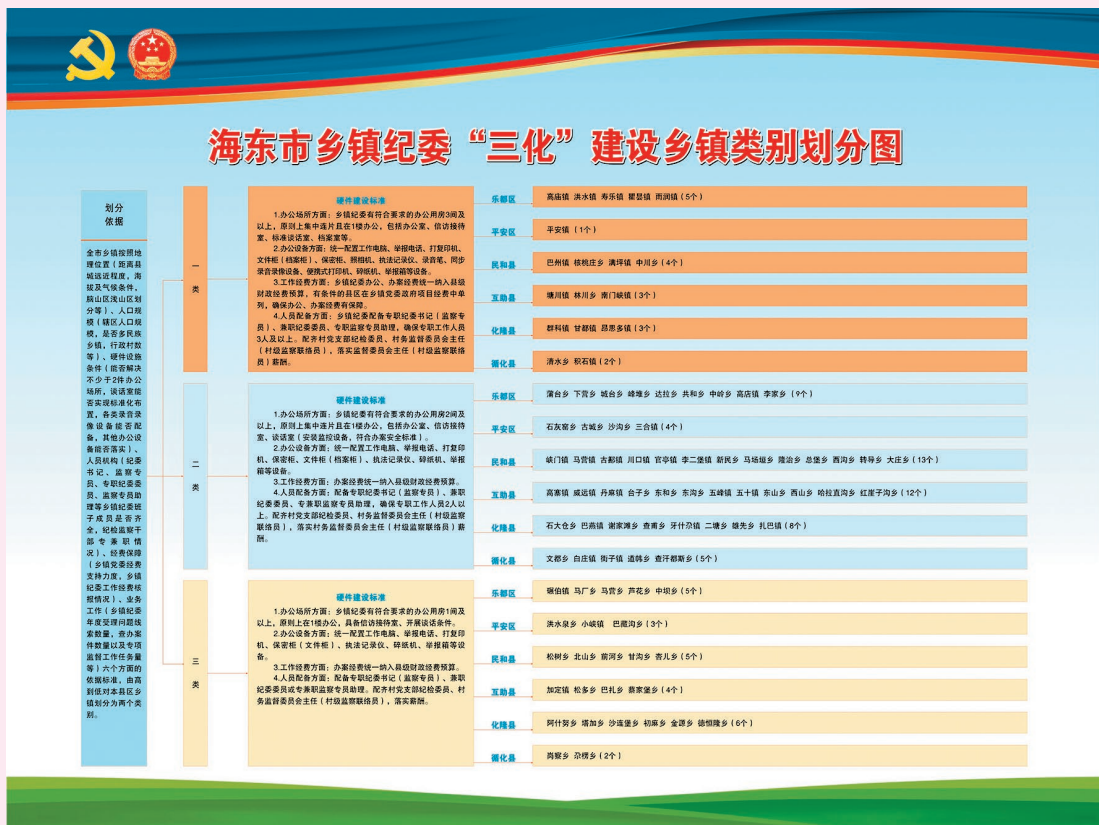 海东市乡镇纪委“三化”建设乡镇类别划分图
划分
依据
全市乡镇按照地
理位置（距离县
城远近程度，海
拔及气候条件，
脑山区浅山区划
分等）、人口规
模（辖区人口规
模，是否多民族
乡镇，行政村数
等）、硬件设施
条件（能否解决
不少于2件办公
场所，谈话室能
否实现标准化布
置，各类录音录
像设备能否配
备，其他办公设
备能否落实）、
人员机构（纪委
书记、监察专
员、专职纪委委
员、监察专员助
理等乡镇纪委班
子成员是否齐
全，纪检监察干
部专兼职情
况）、经费保障
（乡镇党委经费
支持力度，乡镇
纪委工作经费核
报情况）、业务
工作（乡镇纪委
年度受理问题线
索数量，查办案
件数量以及专项
监督工作任务量
等）六个方面的
依据标准，由高
到低对本县区乡
镇划分为两个类
别。
一
类
硬件建设标准
1.办公场所方面：乡镇纪委有符合要求的办公用房3间及
以上，原则上集中连片且在1楼办公，包括办公室、信访接待
室、标准谈话室、档案室等。
2.办公设备方面：统一配置工作电脑、举报电话、打复印机、
文件柜（档案柜）、保密柜、照相机、执法记录仪、录音笔、同步
录音录像设备、便携式打印机、碎纸机、举报箱等设备。
3.工作经费方面：乡镇纪委办公、办案经费统一纳入县级
财政经费预算，有条件的县区在乡镇党委政府项目经费中单
列，确保办公、办案经费有保障。
4.人员配备方面：乡镇纪委配备专职纪委书记（监察专
员）、兼职纪委委员、专职监察专员助理，确保专职工作人员
3人及以上。配齐村党支部纪检委员、村务监督委员会主任
（村级监察联络员），落实监督委员会主任（村级监察联络
员）薪酬。
乐都区
高庙镇 洪水镇 寿乐镇 瞿昙镇 雨润镇（5个）
平安区
平安镇（1个）
民和县
巴州镇 核桃庄乡 满坪镇 中川乡（4个）
互助县
塘川镇 林川乡 南门峡镇（3个）
化隆县
群科镇 甘都镇 昂思多镇（3个）
循化县
清水乡 积石镇（2个）
二
类
硬件建设标准
1.办公场所方面：乡镇纪委有符合要求的办公用房2间及
以上，原则上集中连片且在1楼办公，包括办公室、信访接待
室、谈话室（安装监控设备，符合办案安全标准）。
2.办公设备方面：统一配置工作电脑、举报电话、打复印
机、保密柜、文件柜（档案柜）、执法记录仪、碎纸机、举报
箱等设备。
3.工作经费方面：办案经费统一纳入县级财政经费预算。
4.人员配备方面：配备专职纪委书记（监察专员）、兼职
纪委委员、专兼职监察专员助理，确保专职工作人员2人以
上。配齐村党支部纪检委员、村务监督委员会主任（村级监察
联络员），落实村务监督委员会主任（村级监察联络员）薪
酬。
乐都区
蒲台乡 下营乡 城台乡 峰堆乡 达拉乡 共和乡 中岭乡 高店镇 李家乡（9个）
平安区
石灰窑乡 古城乡 沙沟乡 三合镇（4个）
民和县
峡门镇 马营镇 古鄯镇 川口镇 官亭镇 李二堡镇 新民乡 马场垣乡 隆治乡 总堡乡 西沟乡 转导乡 大庄乡（13个）
互助县
高寨镇 威远镇 丹麻镇 台子乡 东和乡 东沟乡 五峰镇 五十镇 东山乡 西山乡 哈拉直沟乡 红崖子沟乡（12个）
化隆县
石大仓乡 巴燕镇 谢家滩乡 查甫乡 牙什尕镇 二塘乡 雄先乡 扎巴镇（8个）
循化县
文都乡 白庄镇 街子镇 道帏乡 查汗都斯乡（5个）
三
类
硬件建设标准
1.办公场所方面：乡镇纪委有符合要求的办公用房1间及
以上，原则上在1楼办公，具备信访接待室、开展谈话条件。
2.办公设备方面：统一配置工作电脑、举报电话、打复印
机、保密柜（文件柜）、执法记录仪、碎纸机、举报箱等设
备。
3.工作经费方面：办案经费统一纳入县级财政经费预算。
4.人员配备方面：配备专职纪委书记（监察专员）、兼职
纪委委员或专兼职监察专员助理。配齐村党支部纪检委员、村
务监督委员会主任（村级监察联络员），落实薪酬。
乐都区
碾伯镇 马厂乡 马营乡 芦花乡 中坝乡（5个）
平安区
洪水泉乡 小峡镇 巴藏沟乡（3个）
民和县
松树乡 北山乡 前河乡 甘沟乡 杏儿乡（5个）
互助县
加定镇 松多乡 巴扎乡 蔡家堡乡（4个）
化隆县
阿什努乡 塔加乡 沙连堡乡 初麻乡 金源乡 德恒隆乡（6个）
循化县
岗察乡 尕楞乡（2个）